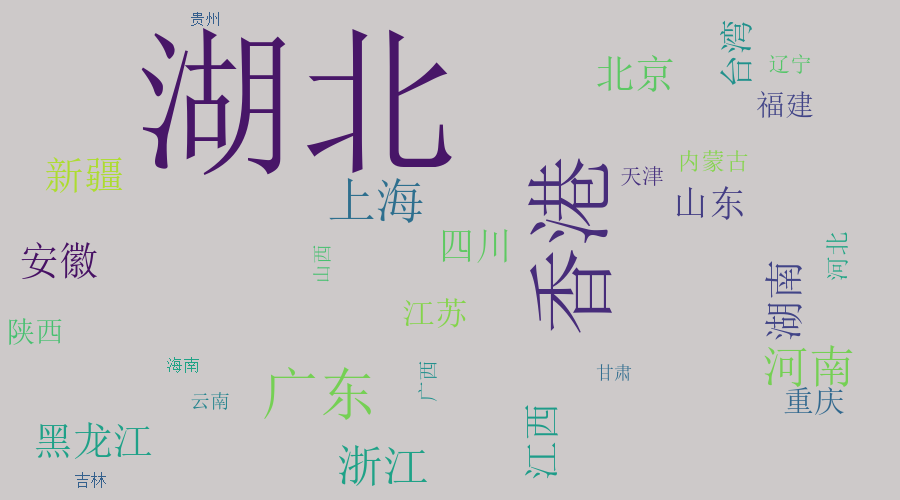 贵州
湖北
北京
台湾
辽宁
福建
新疆
上海
香港
天津
内蒙古
山东
安徽
山西
四川
河北
湖南
江苏
陕西
海南
广东
广西
甘肃
河南
云南
重庆
黑龙江
浙江
江西
吉林